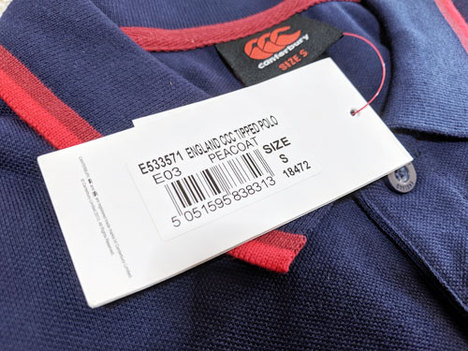 canterbury
SIZE S
E533571 ENGLAND CCC TIPPED POLO
E03 PEACOAT SIZE
S
5 051595 838313 18472